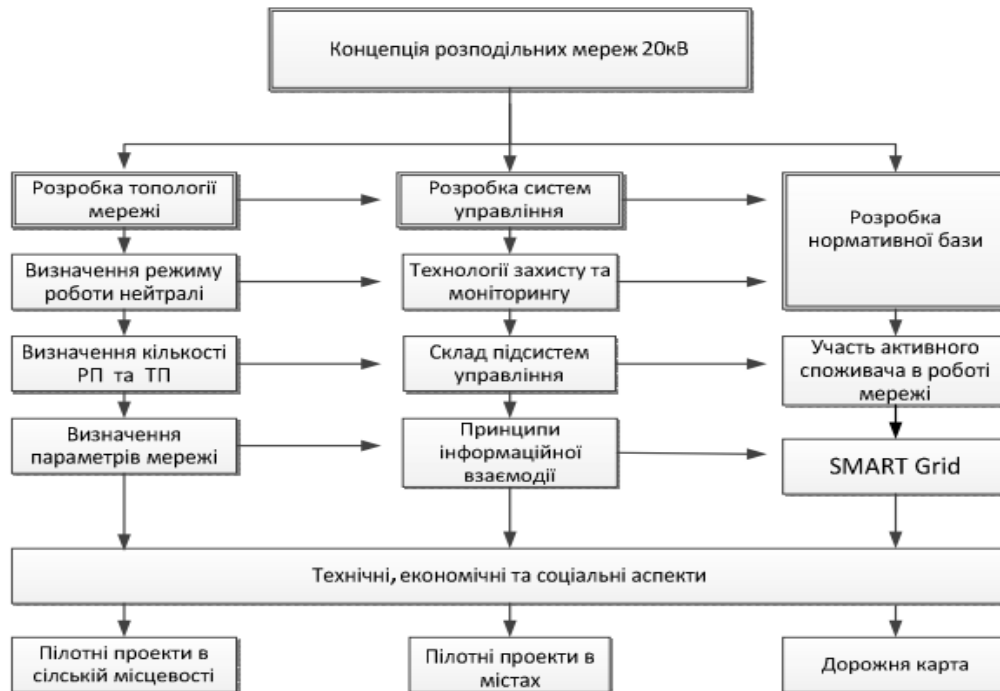 Концепція розподільних мереж 20кВ
Розробка топології
мережі
Розробка систем
управління
Розробка
нормативної бази
Визначення режиму
роботи нейтралі
Технології захисту та
моніторингу
Визначення кількості
РП та ТП
Склад підсистем
управління
Участь активного
споживача в роботі
мережі
Визначення
параметрів мережі
Принципи
інформаційної
взаємодії
SMART Grid
Технічні, економічні та соціальні аспекти
Пілотні проекти в
сілській місцевості
Пілотні проекти в
містах
Дорожня карта